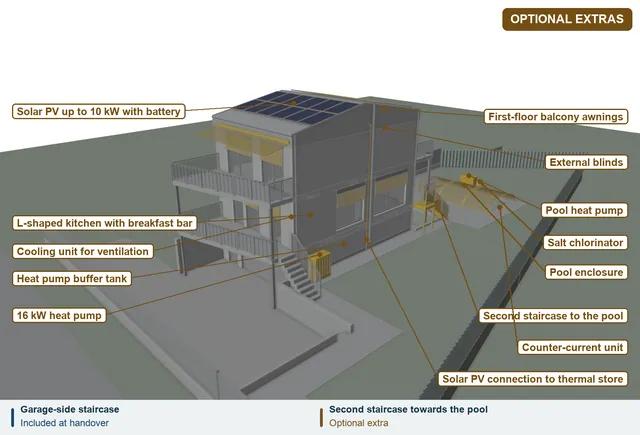 OPTIONAL EXTRAS
Solar PV up to 10 kW with battery
First-floor balcony awnings
External blinds
Pool heat pump
L-shaped kitchen with breakfast bar
Salt chlorinator
Cooling unit for ventilation
Pool enclosure
Heat pump buffer tank
16 kW heat pump
Second staircase to the pool
Counter-current unit
Solar PV connection to thermal store
Garage-side staircase
Included at handover
Second staircase towards the pool
Optional extra